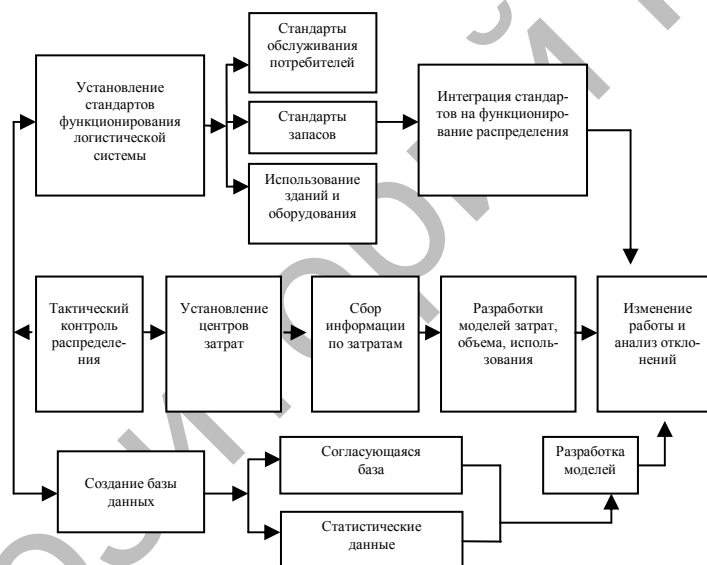 Установление
стандартов
функционирования
логистической
системы
Стандарты
обслуживания
потребителей
Стандарты
запасов
Использование
зданий и
оборудования
Интеграция стандар-
тов на функциониро-
вание распределения
Тактический
контроль
распределе-
ния
Установление
центров
затрат
Сбор
информации
по затратам
Разработки
моделей затрат,
объема, исполь-
зования
Изменение
работы и
анализ откло-
нений
Создание базы
данных
Согласующаяся
база
Статистические
данные
Разработка
моделей